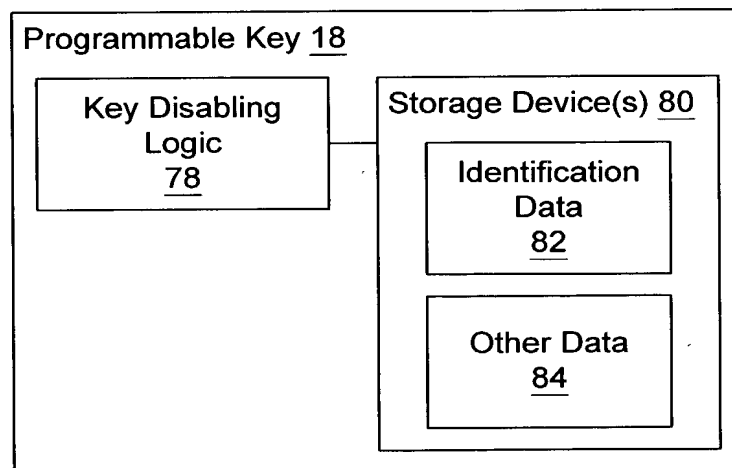 Programmable Key 18
Key Disabling
Logic
78
Storage Device(s) 80
Identification
Data
82
Other Data
84